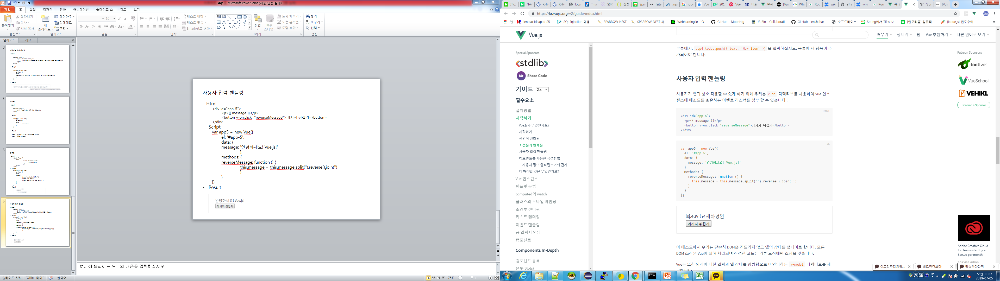 뷰js - Microsoft PowerPoint (제품 인증 실패)
파일 홈 삽입 디자인 전환 애니메이션 슬라이드 쇼 검토 보기
붙여넣기 잘라내기 복사 서식 복사 클립보드
새 슬라이드 레이아웃 원래대로 구역 슬라이드
16 글꼴
텍스트 방향 텍스트 맞춤 SmartArt로 변환 단락
정렬 빠른 스타일 도형 채우기 도형 윤곽선 도형 효과 그리기
찾기 바꾸기 선택 편집
슬라이드 개요
3
4
5
6
사용자 입력 핸들링
- Html
<div id="app-5">
<p>{{ message }}</p>
<button v-on:click="reverseMessage">메시지 뒤집기</button>
</div>
- Script
var app5 = new Vue({
el: '#app-5',
data: {
message: '안녕하세요! Vue.js!'
},
methods: {
reverseMessage: function () {
this.message = this.message.split('').reverse().join('')
}
}
})
- Result
안녕하세요! Vue.js!
메시지 뒤집기
여기에 슬라이드 노트의 내용을 입력하십시오
슬라이드 6/6 "Office 테마" 한국어 75%
https://kr.vuejs.org/v2/guide/index.html
앱 lenovo ideapad S5... SQL Injection 대응... SPARROW NEST SPARROW NEST 체... Webhacking.kr - O... GitHub - MoonHig... JS Bin - Collaborati... GitHub - enshahar... 소프트베이스 Spring에서 Tiles 사... [알고리즘] 컴퓨터... [Node.js] 윈도우에... »
Vue.js
배우기 생태계 팀 Vue 후원하기 다른 언어로 보기
Special Sponsors
<stdlib>
bit Share Code
가이드 2.x
필수요소
설치방법
시작하기
Vue.js가 무엇인가요?
시작하기
선언적 렌더링
조건문과 반복문
사용자 입력 핸들링
컴포넌트를 사용한 작성방법
사용자 정의 엘리먼트와의 관계
더 해야할 것은 무엇인가요?
Vue 인스턴스
템플릿 문법
computed와 watch
클래스와 스타일 바인딩
조건부 렌더링
리스트 렌더링
이벤트 핸들링
폼 입력 바인딩
컴포넌트
Components In-Depth
컴포넌트 등록
슬롯(Slots)
콘솔에서, app4.todos.push({ text: 'New item' }) 을 입력하십시오. 목록에 새 항목이 추
가되어야 합니다.
사용자 입력 핸들링
사용자가 앱과 상호 작용할 수 있게 하기 위해 우리는 v-on 디렉티브를 사용하여 Vue 인스
턴스에 메소드를 호출하는 이벤트 리스너를 첨부 할 수 있습니다 :
HTML
<div id="app-5">
<p>{{ message }}</p>
<button v-on:click="reverseMessage">메시지 뒤집기</button>
</div>
JS
var app5 = new Vue({
el: '#app-5',
data: {
message: '안녕하세요! Vue.js!'
},
methods: {
reverseMessage: function () {
this.message = this.message.split('').reverse().join('')
}
}
})
!sj.euV !요세하녕안
메시지 뒤집기
이 메소드에서 우리는 단순히 DOM을 건드리지 않고 앱의 상태를 업데이트 합니다. 모든
DOM 조작은 Vue에 의해 처리되며 작성한 코드는 기본 로직에만 초점을 맞춥니다.
Vue는 또한 양식에 대한 입력과 앱 상태를 양방향으로 바인딩하는 v-model 디렉티브를 제
공합니다.
Patreon Sponsors
tooltwist
VueSchool
VEHIKL
Become a Sponsor
Adobe Creative Cloud
for Teams starting at
$29.99 per month.
ads via Carbon
이트리주김원영,... 배드민턴쏘다 멍충한다람쥐
TALK
오전 11:37
2019-07-05